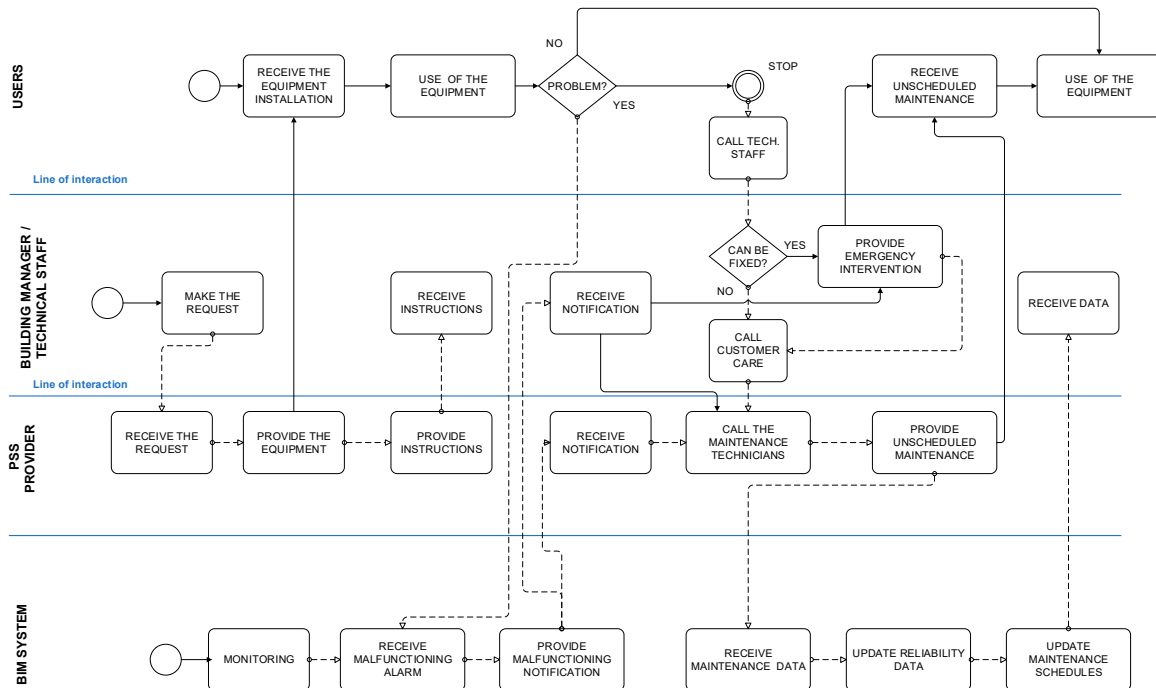 USERS
RECEIVE THE
EQUIPMENT
INSTALLATION
USE OF THE
EQUIPMENT
NO
PROBLEM?
YES
STOP
CALL TECH.
STAFF
RECEIVE
UNSCHEDULED
MAINTENANCE
USE OF THE
EQUIPMENT
Line of interaction
BUILDING MANAGER /
TECHNICAL STAFF
MAKE THE
REQUEST
RECEIVE
INSTRUCTIONS
RECEIVE
NOTIFICATION
CAN BE
FIXED?
YES
NO
PROVIDE
EMERGENCY
INTERVENTION
CALL
CUSTOMER
CARE
RECEIVE DATA
Line of interaction
PSS
PROVIDER
RECEIVE THE
REQUEST
PROVIDE THE
EQUIPMENT
PROVIDE
INSTRUCTIONS
RECEIVE
NOTIFICATION
CALL THE
MAINTENANCE
TECHNICIANS
PROVIDE
UNSCHEDULED
MAINTENANCE
BIM SYSTEM
MONITORING
RECEIVE
MALFUNCTIONING
ALARM
PROVIDE
MALFUNCTIONING
NOTIFICATION
RECEIVE
MAINTENANCE DATA
UPDATE RELIABILITY
DATA
UPDATE
MAINTENANCE
SCHEDULES